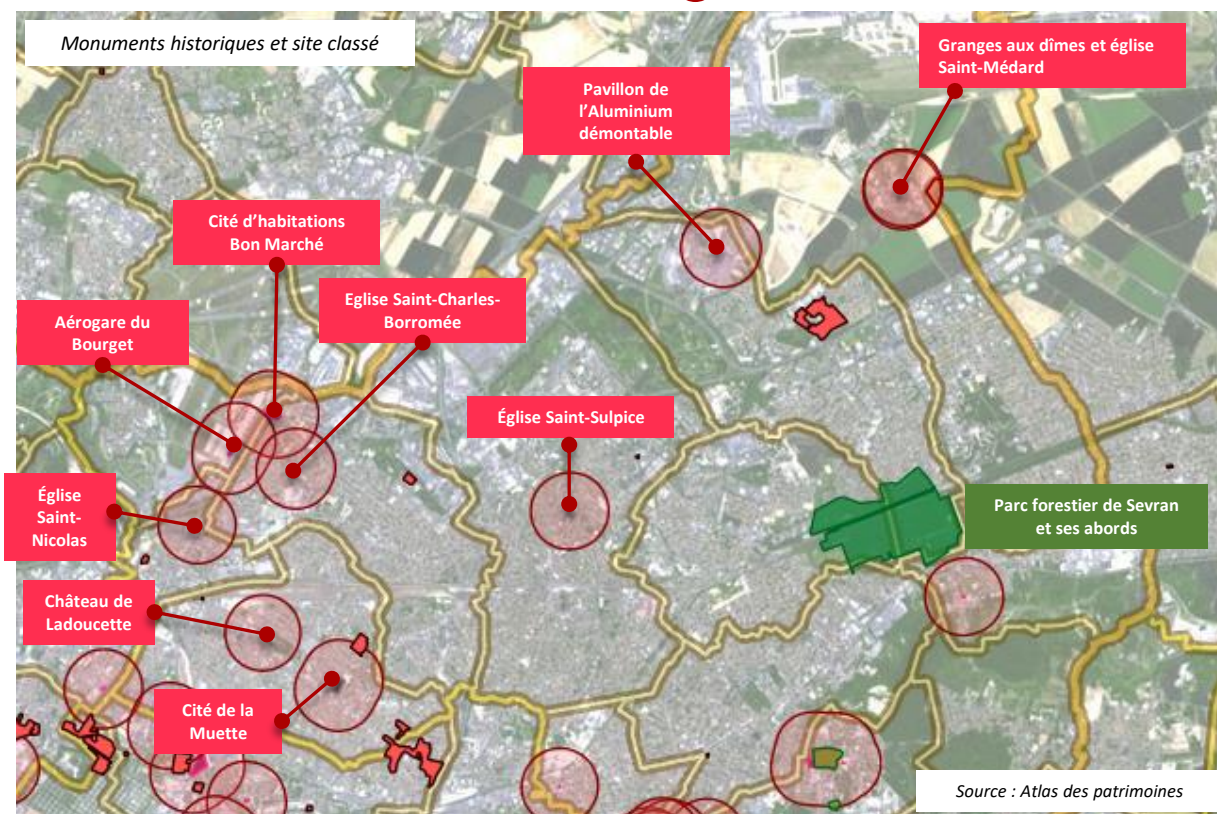 Monuments historiques et site classé
Granges aux dîmes et église
Saint-Médard
Pavillon de
l'Aluminium
démontable
Cité d'habitations
Bon Marché
Eglise Saint-Charles-
Borromée
Aérogare du
Bourget
Église Saint-Sulpice
Église
Saint-
Nicolas
Parc forestier de Sevran
et ses abords
Château de
Ladoucette
Cité de la
Muette
Source : Atlas des patrimoines